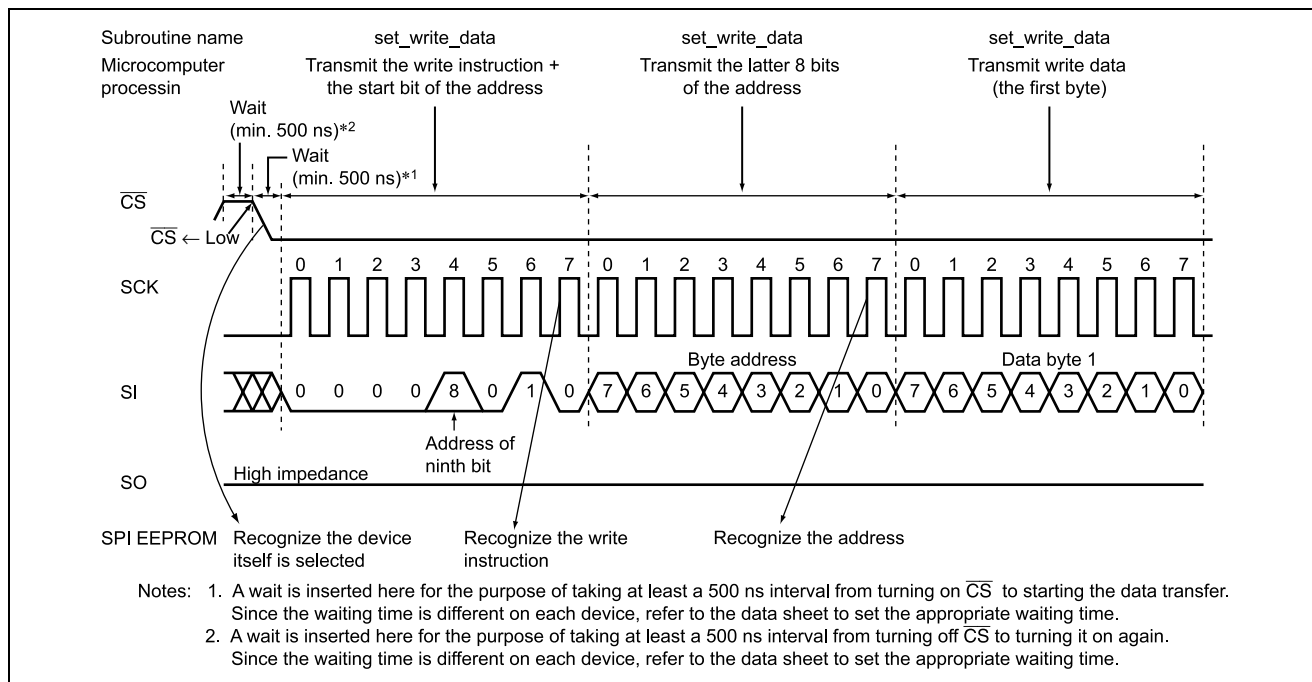 Subroutine name set_write_data set_write_data set_write_data
Microcomputer Transmit the write instruction + Transmit the latter 8 bits Transmit write data
processin the start bit of the address of the address (the first byte)
Wait
(min. 500 ns)*2
Wait
(min. 500 ns)*1
CS
CS ← Low
0 1 2 3 4 5 6 7 0 1 2 3 4 5 6 7 0 1 2 3 4 5 6 7
SCK
Byte address Data byte 1
SI 0 0 0 0 8 0 1 0 7 6 5 4 3 2 1 0 7 6 5 4 3 2 1 0
Address of
ninth bit
High impedance
SO
SPI EEPROM Recognize the device Recognize the write Recognize the address
itself is selected instruction
Notes: 1. A wait is inserted here for the purpose of taking at least a 500 ns interval from turning on CS to starting the data transfer.
Since the waiting time is different on each device, refer to the data sheet to set the appropriate waiting time.
2. A wait is inserted here for the purpose of taking at least a 500 ns interval from turning off CS to turning it on again.
Since the waiting time is different on each device, refer to the data sheet to set the appropriate waiting time.